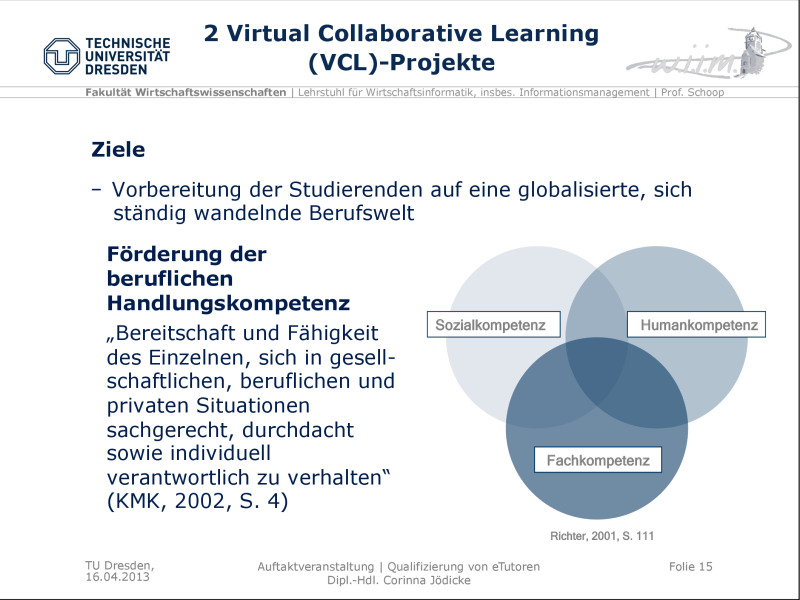 2 Virtual Collaborative Learning
(VCL)-Projekte
TECHNISCHE
UNIVERSITÄT
DRESDEN
wiim
Fakultät Wirtschaftswissenschaften | Lehrstuhl für Wirtschaftsinformatik, insbes. Informationsmanagement | Prof. Schoop
Ziele
– Vorbereitung der Studierenden auf eine globalisierte, sich
ständig wandelnde Berufswelt
Förderung der
beruflichen
Handlungskompetenz
„Bereitschaft und Fähigkeit
des Einzelnen, sich in gesell-
schaftlichen, beruflichen und
privaten Situationen
sachgerecht, durchdacht
sowie individuell
verantwortlich zu verhalten“
(KMK, 2002, S. 4)
Sozialkompetenz
Humankompetenz
Fachkompetenz
Richter, 2001, S. 111
TU Dresden,
16.04.2013
Auftaktveranstaltung | Qualifizierung von eTutoren
Dipl.-Hdl. Corinna Jödicke
Folie 15